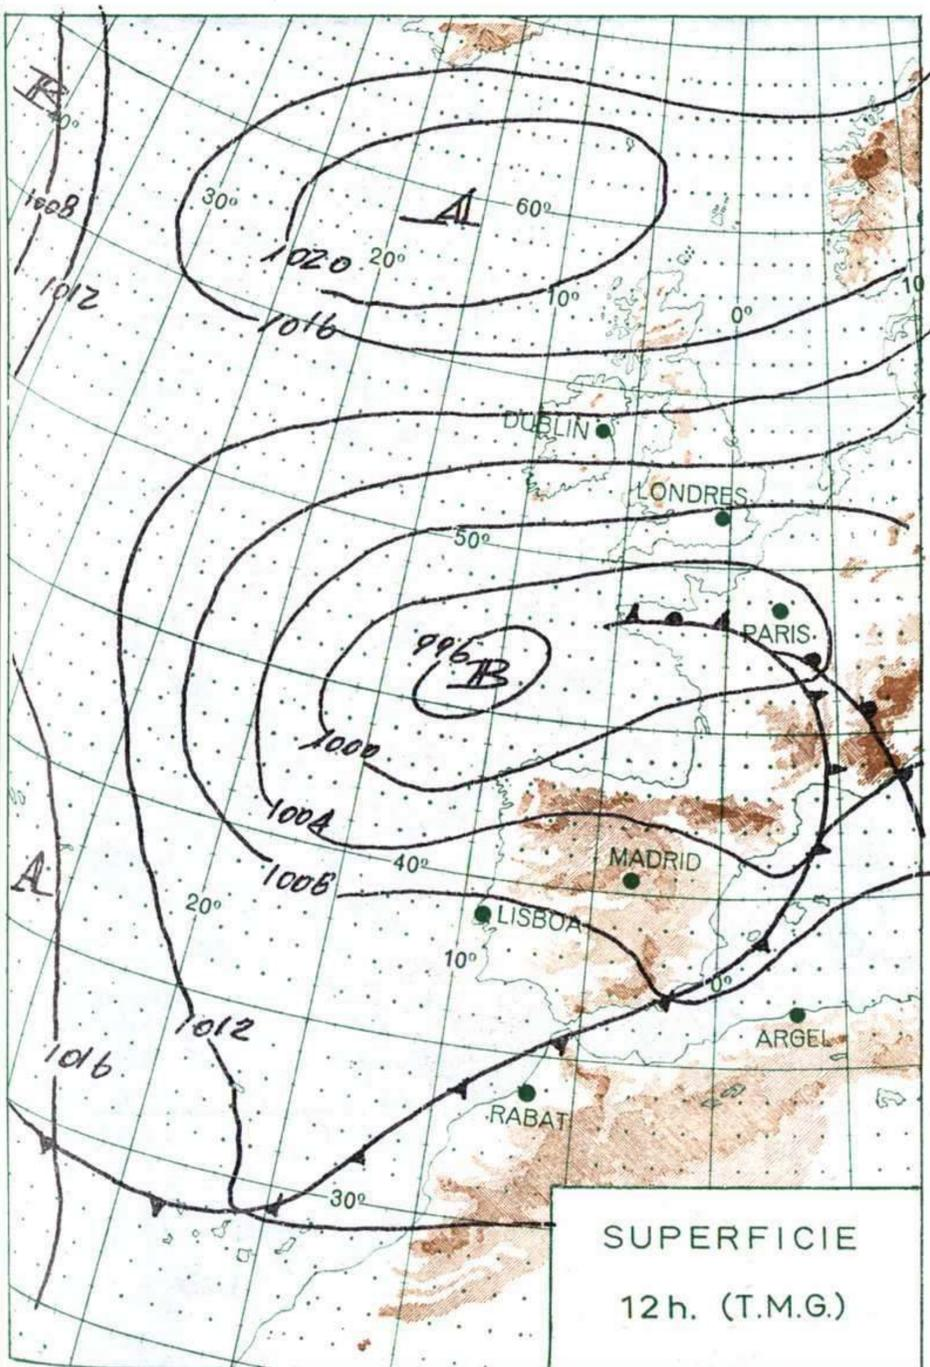 B
40°
1008
30°
A
60°
1020
20°
1012
10°
10
1016
0°
DUBLIN
LONDRES
50°
996
B
PARIS
1000
1004
40°
MADRID
A
1008
20°
LISBOA
10°
0°
1012
ARGEL
1016
RABAT
30°
SUPERFICIE
12h. (T.M.G.)